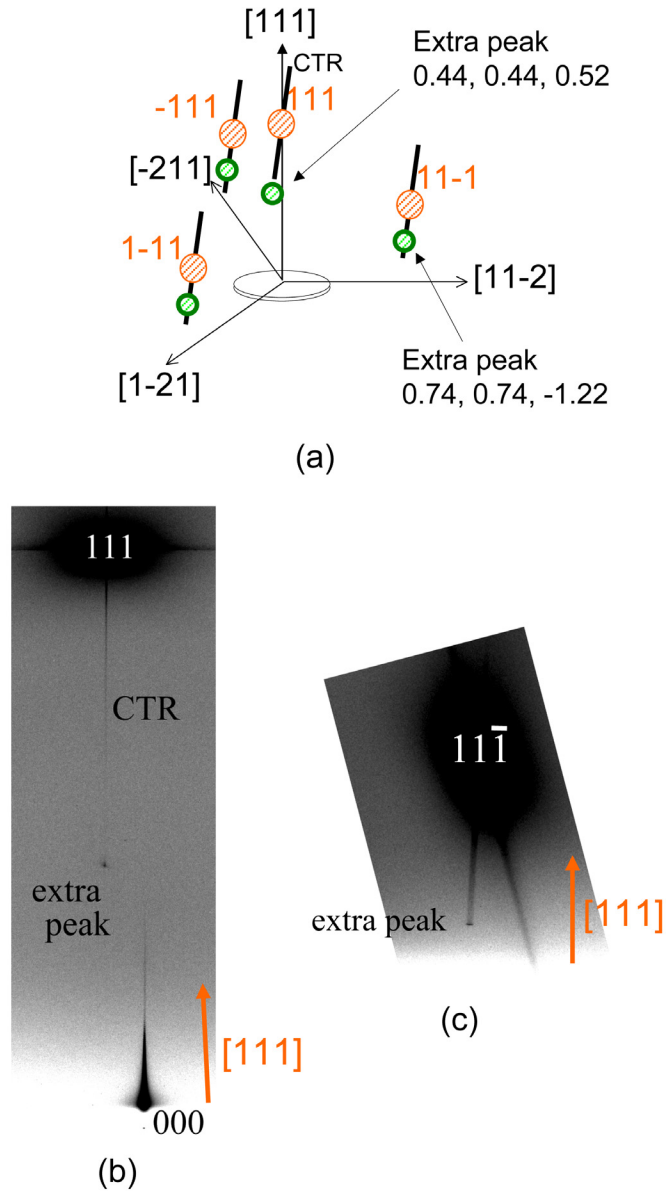 [111]
CTR
Extra peak
0.44, 0.44, 0.52
-111
111
[-211]
11-1
1-11
[11-2]
[1-21]
Extra peak
0.74, 0.74, -1.22
(a)
111
CTR
extra
peak
[111]
000
(b)
111̅
extra peak
[111]
(c)